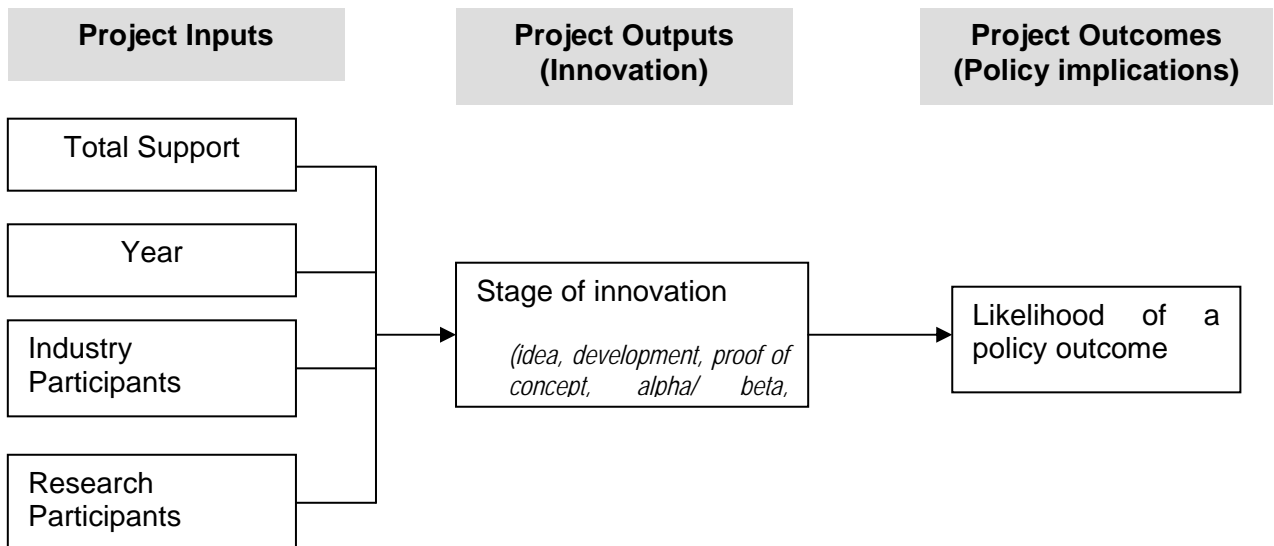 Project Inputs
Project Outputs
(Innovation)
Project Outcomes
(Policy implications)
Total Support
Year
Industry
Participants
Research
Participants
Stage of innovation
(idea, development, proof of
concept, alpha/ beta,
Likelihood of a
policy outcome